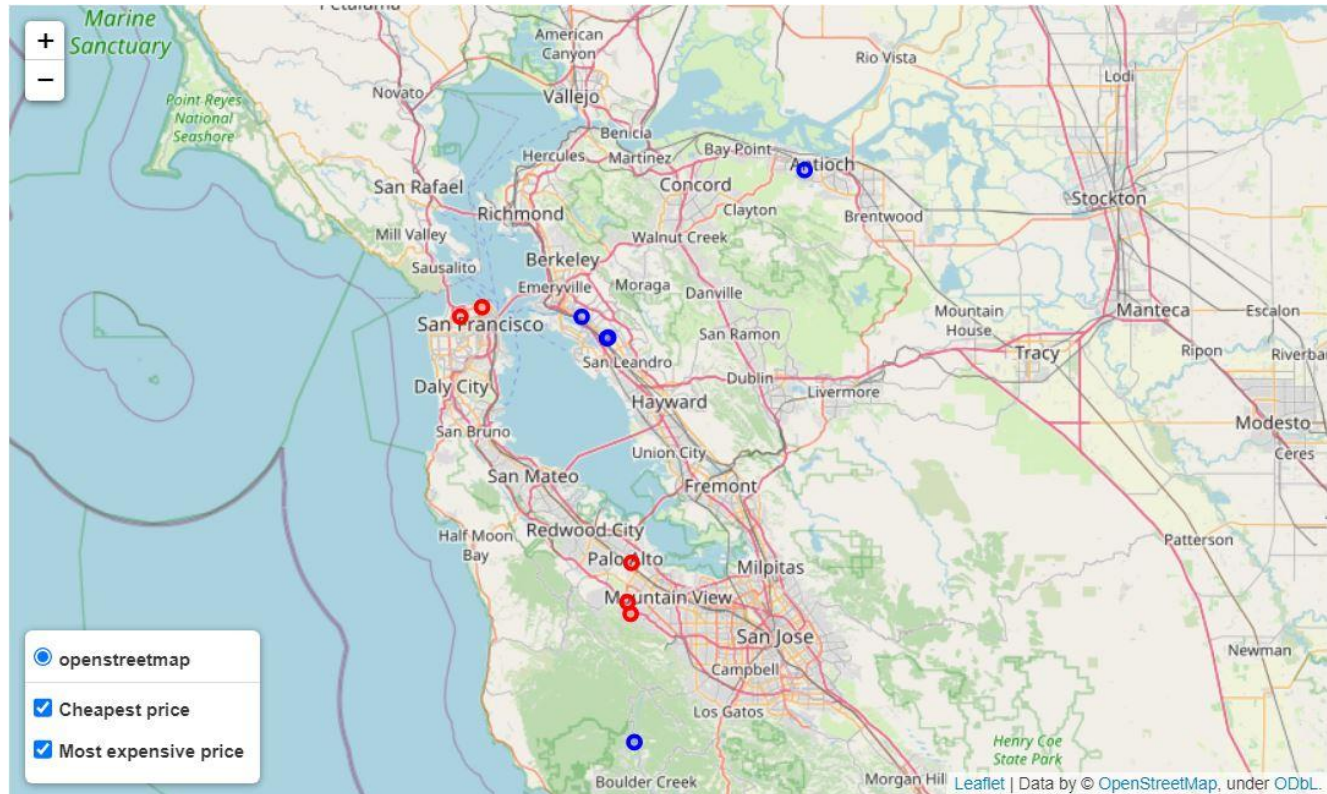 Petaluma
Marine
Sanctuary
+
−
American
Canyon
Rio Vista
Lodi
Point Reyes
National
Seashore
Novato
Vallejo
Benicia
Hercules
Martinez
Bay Point
Antioch
San Rafael
Concord
Stockton
Richmond
Clayton
Brentwood
Mill Valley
Walnut Creek
Sausalito
Berkeley
Emeryville
Moraga
Danville
San Francisco
Mountain
House
Manteca
Escalon
San Ramon
Tracy
Ripon
Riverban
San Leandro
Daly City
Dublin
Livermore
Hayward
Modesto
San Bruno
Union City
Ceres
San Mateo
Fremont
Half Moon
Bay
Redwood City
Patterson
Palo Alto
Milpitas
Mountain View
San Jose
Newman
Campbell
Los Gatos
Henry Coe
State Park
Boulder Creek
Morgan Hill
openstreetmap
Cheapest price
Most expensive price
Leaflet | Data by © OpenStreetMap, under ODbL.